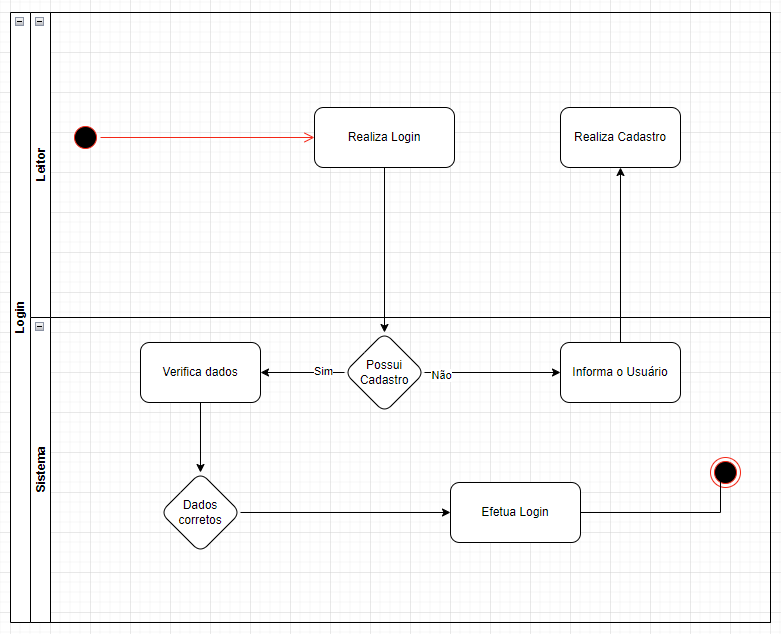 Login
Leitor
Realiza Login
Realiza Cadastro
Sistema
Verifica dados
Sim
Possui
Cadastro
Não
Informa o Usuário
Dados
corretos
Efetua Login